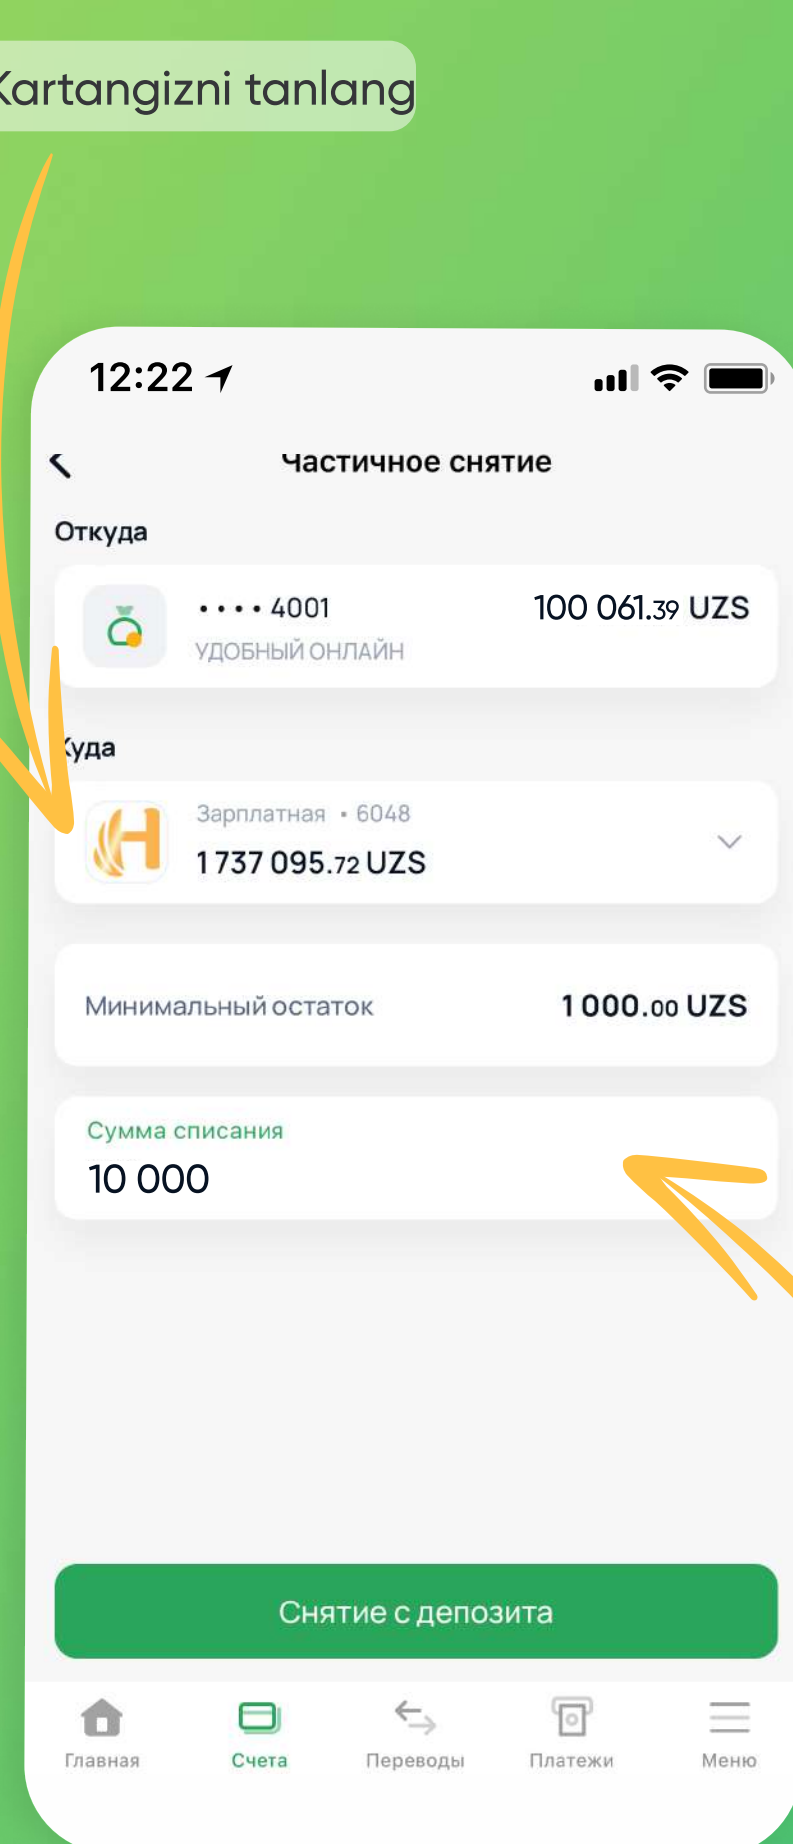 Kartangizni tanlang
12:22
Частичное снятие
Откуда
•••• 4001
100 061.39 UZS
УДОБНЫЙ ОНЛАЙН
Куда
Зарплатная • 6048
1 737 095.72 UZS
Минимальный остаток
1 000.00 UZS
Сумма списания
10 000
Снятие с депозита
Главная
Счета
Переводы
Платежи
Меню